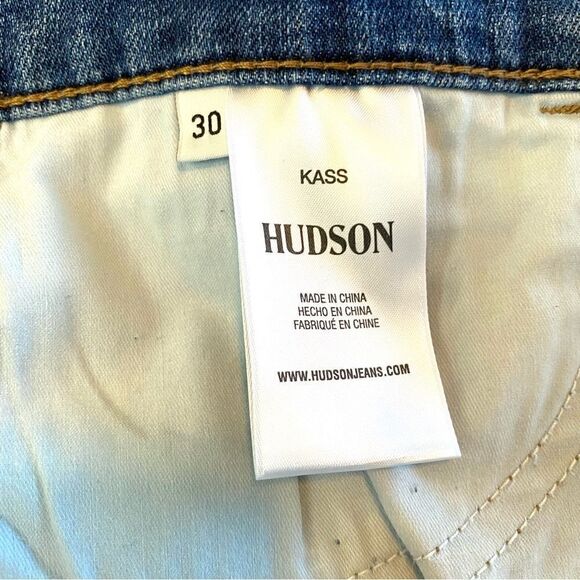 30
KASS
HUDSON
MADE IN CHINA
HECHO EN CHINA
FABRIQUÉ EN CHINE
WWW.HUDSONJEANS.COM